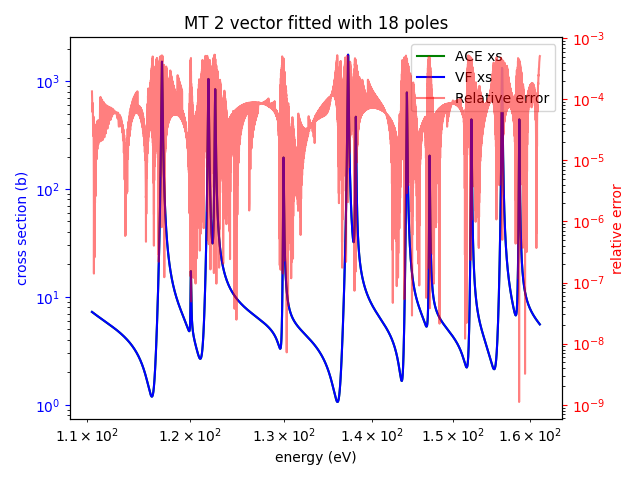 MT 2 vector fitted with 18 poles
ACE xs
VF xs
Relative error
cross section (b)
10³
10²
10¹
10⁰
relative error
10⁻³
10⁻⁴
10⁻⁵
10⁻⁶
10⁻⁷
10⁻⁸
10⁻⁹
1.1 × 10² 1.2 × 10² 1.3 × 10² 1.4 × 10² 1.5 × 10² 1.6 × 10²
energy (eV)